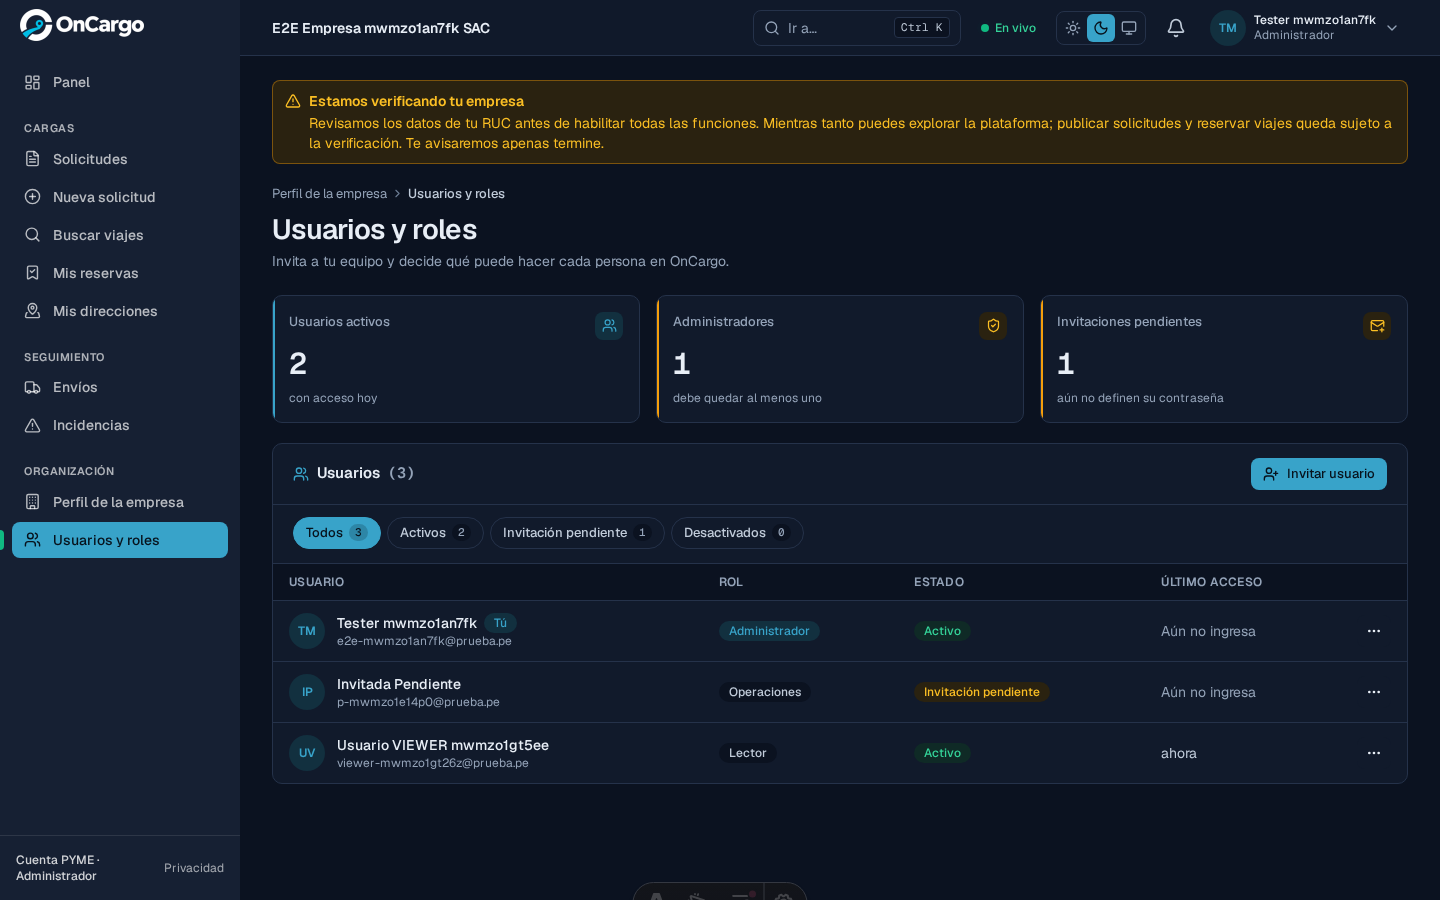 OnCargo
E2E Empresa mwmzo1an7fk SAC
Ir a...
Ctrl K
En vivo
TM
Tester mwmzo1an7fk
Administrador
Panel
CARGAS
Solicitudes
Nueva solicitud
Buscar viajes
Mis reservas
Mis direcciones
SEGUIMIENTO
Envíos
Incidencias
ORGANIZACIÓN
Perfil de la empresa
Usuarios y roles
Cuenta PYME ·
Administrador
Privacidad
Estamos verificando tu empresa
Revisamos los datos de tu RUC antes de habilitar todas las funciones. Mientras tanto puedes explorar la plataforma; publicar solicitudes y reservar viajes queda sujeto a
la verificación. Te avisaremos apenas termine.
Perfil de la empresa > Usuarios y roles
Usuarios y roles
Invita a tu equipo y decide qué puede hacer cada persona en OnCargo.
Usuarios activos
2
con acceso hoy
Administradores
1
debe quedar al menos uno
Invitaciones pendientes
1
aún no definen su contraseña
Usuarios (3)
Invitar usuario
Todos 3
Activos 2
Invitación pendiente 1
Desactivados 0
USUARIO ROL ESTADO ÚLTIMO ACCESO
TM Tester mwmzo1an7fk Tú Administrador Activo Aún no ingresa
e2e-mwmzo1an7fk@prueba.pe
IP Invitada Pendiente Operaciones Invitación pendiente Aún no ingresa
p-mwmzo1e14p0@prueba.pe
UV Usuario VIEWER mwmzo1gt5ee Lector Activo ahora
viewer-mwmzo1gt26z@prueba.pe